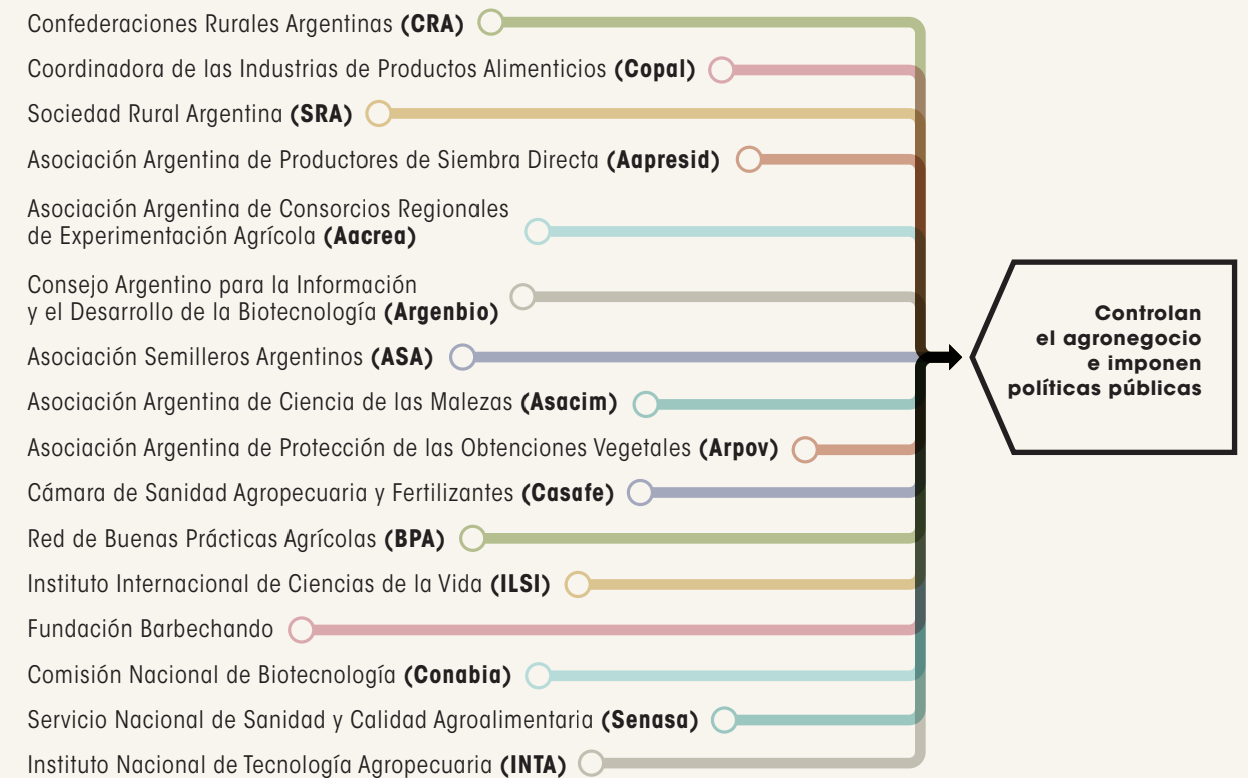 Confederaciones Rurales Argentinas (CRA)
Coordinadora de las Industrias de Productos Alimenticios (Copal)
Sociedad Rural Argentina (SRA)
Asociación Argentina de Productores de Siembra Directa (Aapresid)
Asociación Argentina de Consorcios Regionales
de Experimentación Agrícola (Aacrea)
Consejo Argentino para la Información
y el Desarrollo de la Biotecnología (Argenbio)
Asociación Semilleros Argentinos (ASA)
Asociación Argentina de Ciencia de las Malezas (Asacim)
Asociación Argentina de Protección de las Obtenciones Vegetales (Arpov)
Cámara de Sanidad Agropecuaria y Fertilizantes (Casafe)
Red de Buenas Prácticas Agrícolas (BPA)
Instituto Internacional de Ciencias de la Vida (ILSI)
Fundación Barbechando
Comisión Nacional de Biotecnología (Conabia)
Servicio Nacional de Sanidad y Calidad Agroalimentaria (Senasa)
Instituto Nacional de Tecnología Agropecuaria (INTA)
Controlan
el agronegocio
e imponen
políticas públicas